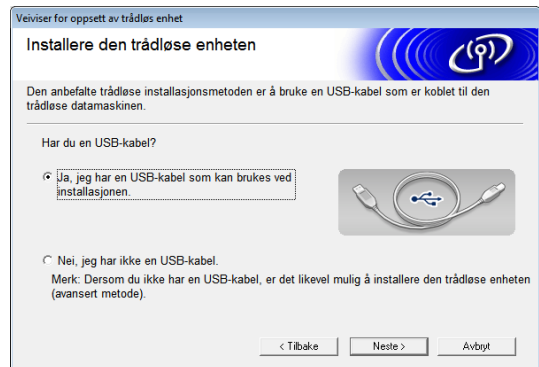 Veiviser for oppsett av trådløs enhet
Installere den trådløse enheten
Den anbefalte trådløse installasjonsmetoden er å bruke en USB-kabel som er koblet til den
trådløse datamaskinen.
Har du en USB-kabel?
Ja, jeg har en USB-kabel som kan brukes ved
installasjonen.
Nei, jeg har ikke en USB-kabel.
Merk: Dersom du ikke har en USB-kabel, er det likevel mulig å installere den trådløse enheten
(avansert metode).
< Tilbake Neste > Avbryt